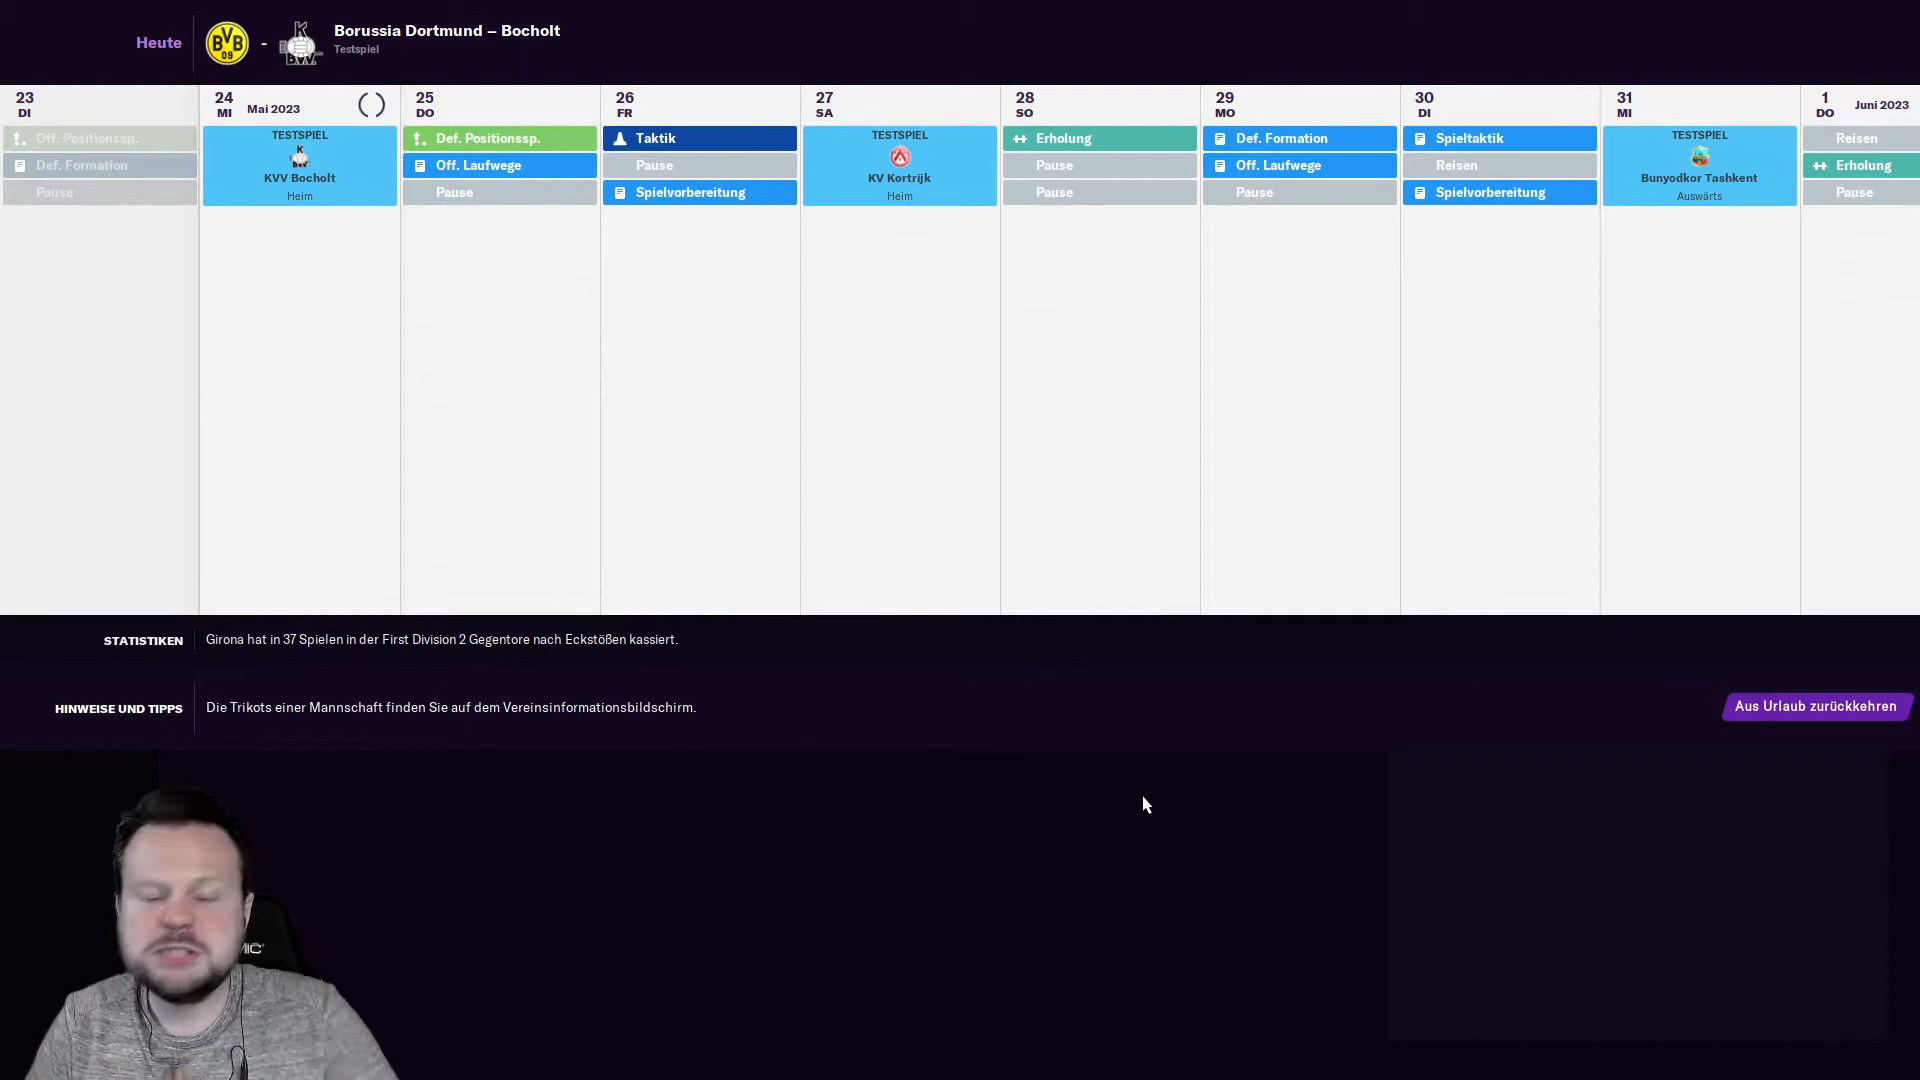 Heute
BVB
09
-
K
B.V.V.
Borussia Dortmund – Bocholt
Testspiel
23
DI
Off. Positionssp.
Def. Formation
Pause
24
MI
Mai 2023
TESTSPIEL
K
KVV Bocholt
Heim
25
DO
Def. Positionssp.
Off. Laufwege
Pause
26
FR
Taktik
Pause
Spielvorbereitung
27
SA
TESTSPIEL
KV Kortrijk
Heim
28
SO
Erholung
Pause
Pause
29
MO
Def. Formation
Off. Laufwege
Pause
30
DI
Spieltaktik
Reisen
Spielvorbereitung
31
MI
TESTSPIEL
Bunyodkor Tashkent
Auswärts
1
DO
Juni 2023
Reisen
Erholung
Pause
STATISTIKEN
Girona hat in 37 Spielen in der First Division 2 Gegentore nach Eckstößen kassiert.
HINWEISE UND TIPPS
Die Trikots einer Mannschaft finden Sie auf dem Vereinsinformationsbildschirm.
Aus Urlaub zurückkehren